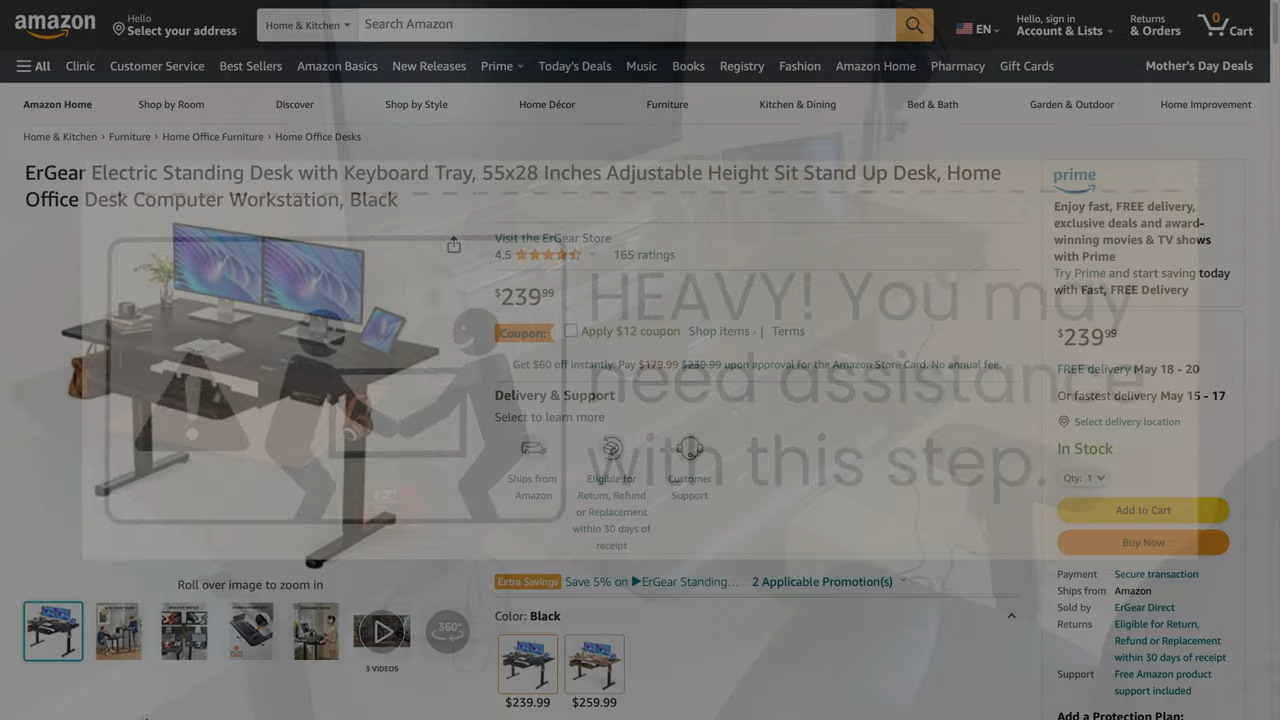 amazon
Hello
Select your address
Home & Kitchen
Search Amazon
EN
Hello, sign in
Account & Lists
Returns
& Orders
0
Cart
All
Clinic
Customer Service
Best Sellers
Amazon Basics
New Releases
Prime
Today's Deals
Music
Books
Registry
Fashion
Amazon Home
Pharmacy
Gift Cards
Mother's Day Deals
Amazon Home
Shop by Room
Discover
Shop by Style
Home Décor
Furniture
Kitchen & Dining
Bed & Bath
Garden & Outdoor
Home Improvement
Home & Kitchen › Furniture › Home Office Furniture › Home Office Desks
ErGear Electric Standing Desk with Keyboard Tray, 55x28 Inches Adjustable Height Sit Stand Up Desk, Home
Office Desk Computer Workstation, Black
Visit the ErGear Store
4.5
165 ratings
$239.99
Coupon:
Apply $12 coupon
Shop items › | Terms
Get $60 off instantly: Pay $179.99 $239.99 upon approval for the Amazon Store Card. No annual fee.
Delivery & Support
Select to learn more
Ships from
Amazon
Eligible for
Return, Refund
or Replacement
within 30 days of
receipt
Customer
Support
HEAVY! You may
need assistance
with this step.
Extra Savings
Save 5% on ▶ErGear Standing…
2 Applicable Promotion(s)
Color: Black
$239.99
$259.99
Roll over image to zoom in
3 VIDEOS
360°
prime
Enjoy fast, FREE delivery,
exclusive deals and award-
winning movies & TV shows
with Prime
Try Prime and start saving today
with Fast, FREE Delivery
$239.99
FREE delivery May 18 - 20
Or fastest delivery May 15 - 17
Select delivery location
In Stock
Qty: 1
Add to Cart
Buy Now
Payment
Secure transaction
Ships from
Amazon
Sold by
ErGear Direct
Returns
Eligible for Return,
Refund or Replacement
within 30 days of receipt
Support
Free Amazon product
support included
Add a Protection Plan: